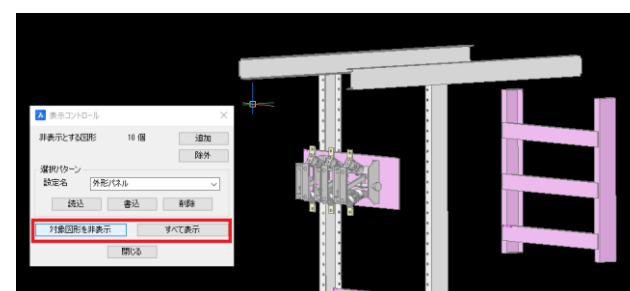 表示コントロール
非表示とする図形 10 個 追加
除外
選択パターン
設定名 外形パネル
読込 書込 削除
対象図形を非表示 すべて表示
閉じる